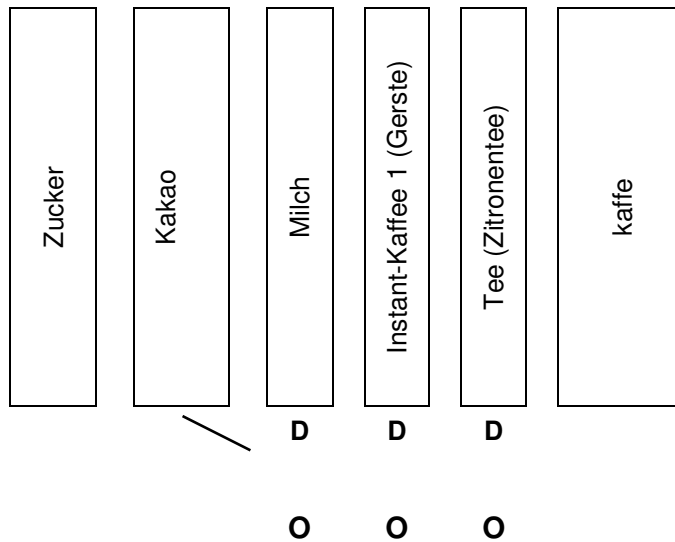 Zucker
Kakao
Milch
Instant-Kaffee 1 (Gerste)
Tee (Zitronentee)
kaffe
D D D
O O O